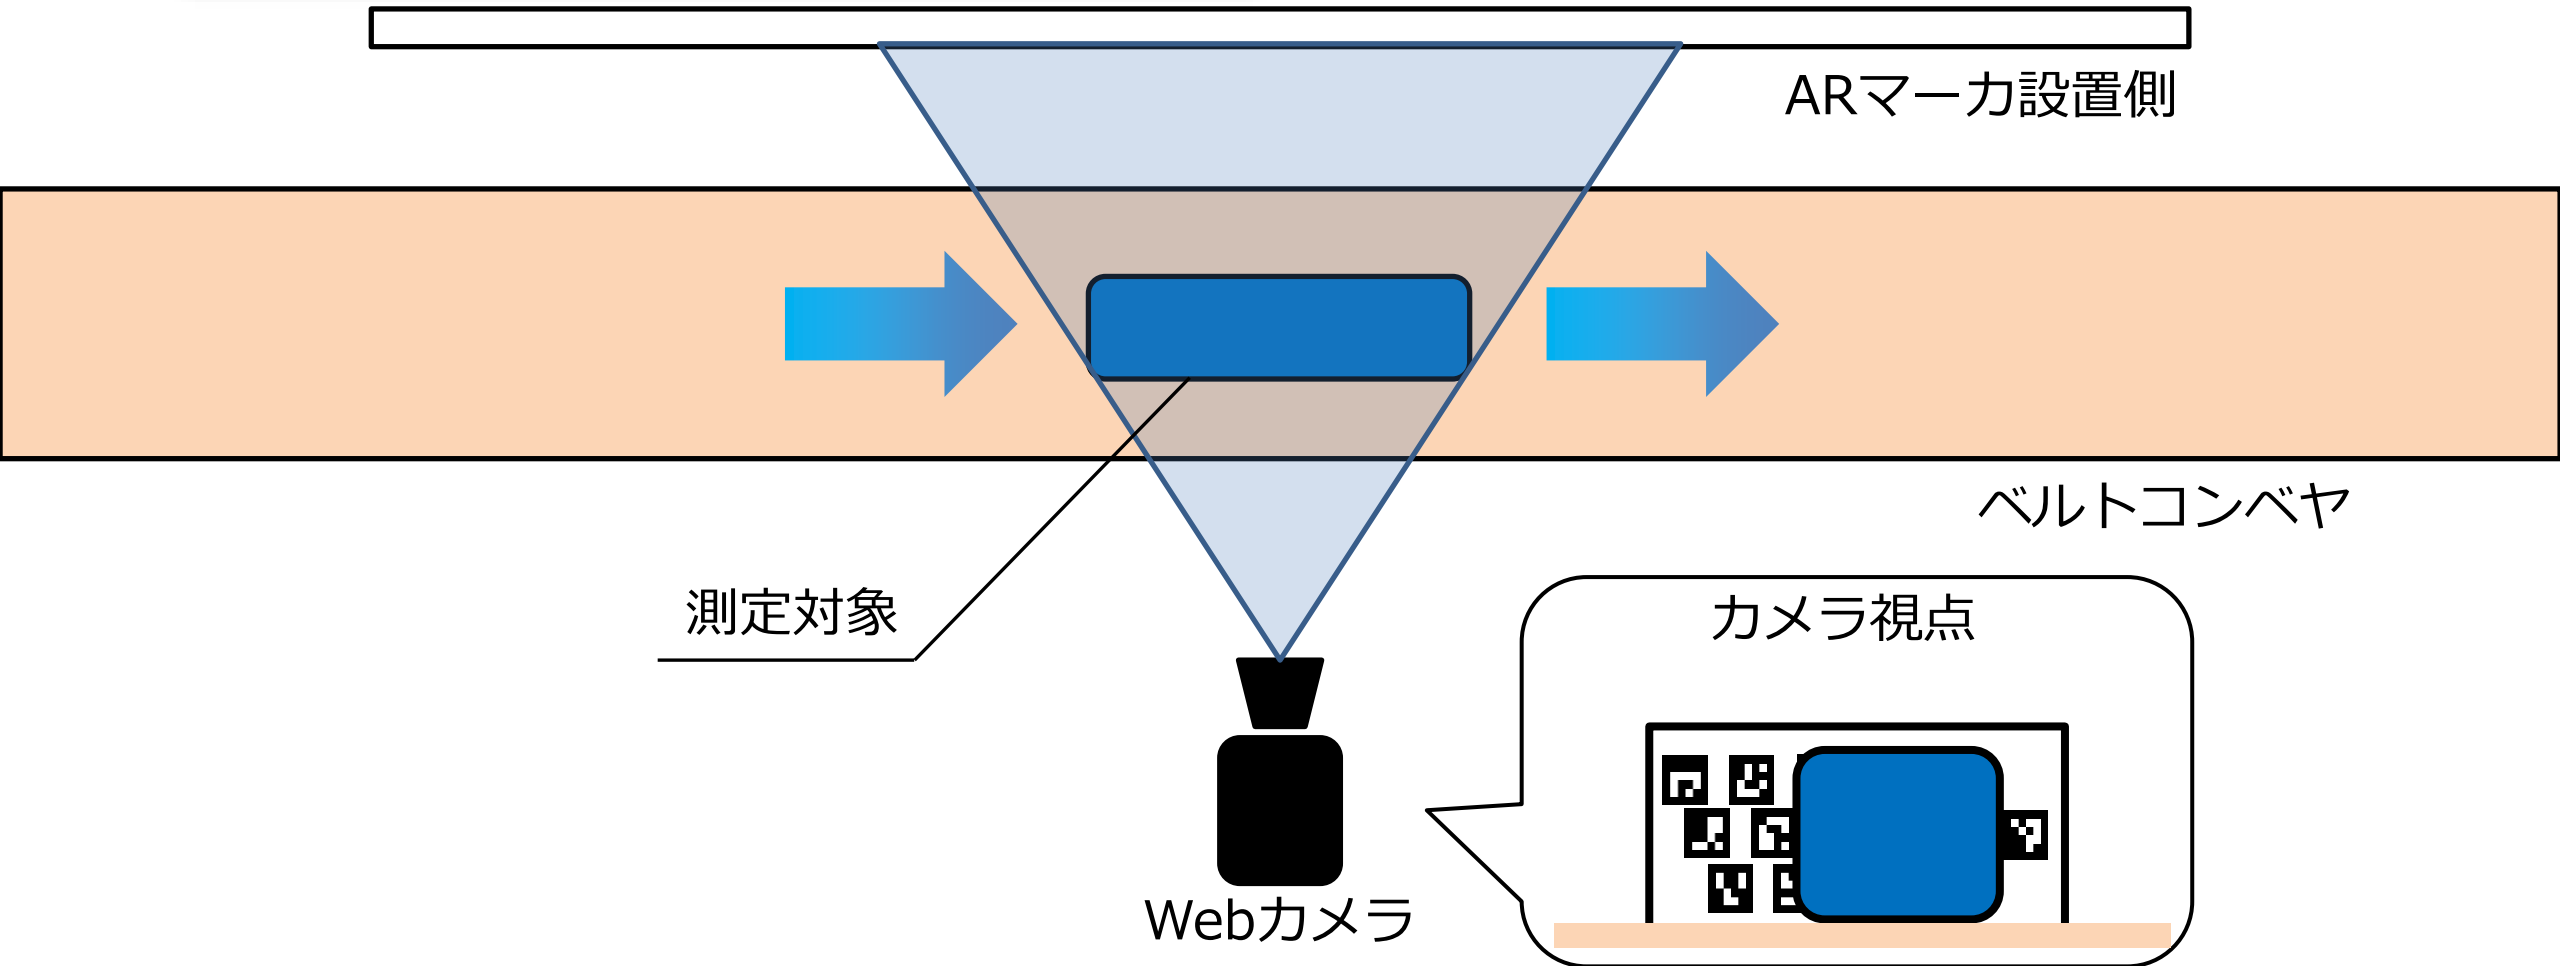 ARマーカ設置側
ベルトコンベヤ
測定対象
カメラ視点
Webカメラ